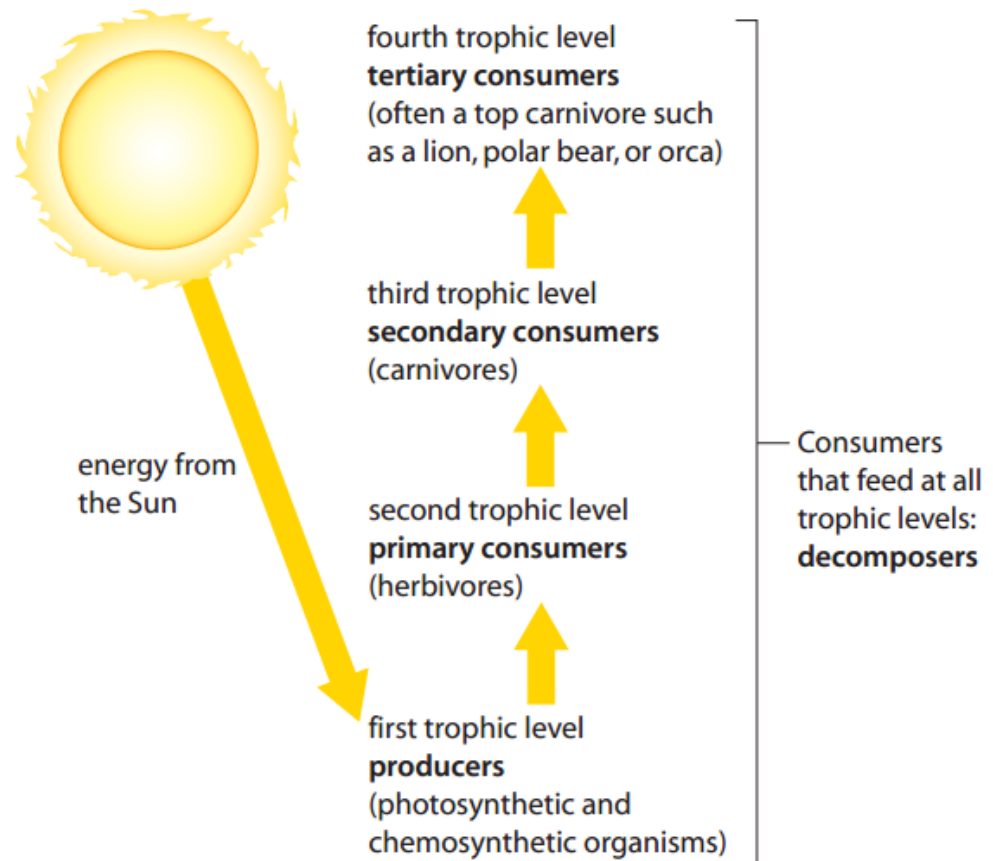 fourth trophic level
tertiary consumers
(often a top carnivore such
as a lion, polar bear, or orca)
third trophic level
secondary consumers
(carnivores)
energy from
the Sun
second trophic level
primary consumers
(herbivores)
first trophic level
producers
(photosynthetic and
chemosynthetic organisms)
Consumers
that feed at all
trophic levels:
decomposers